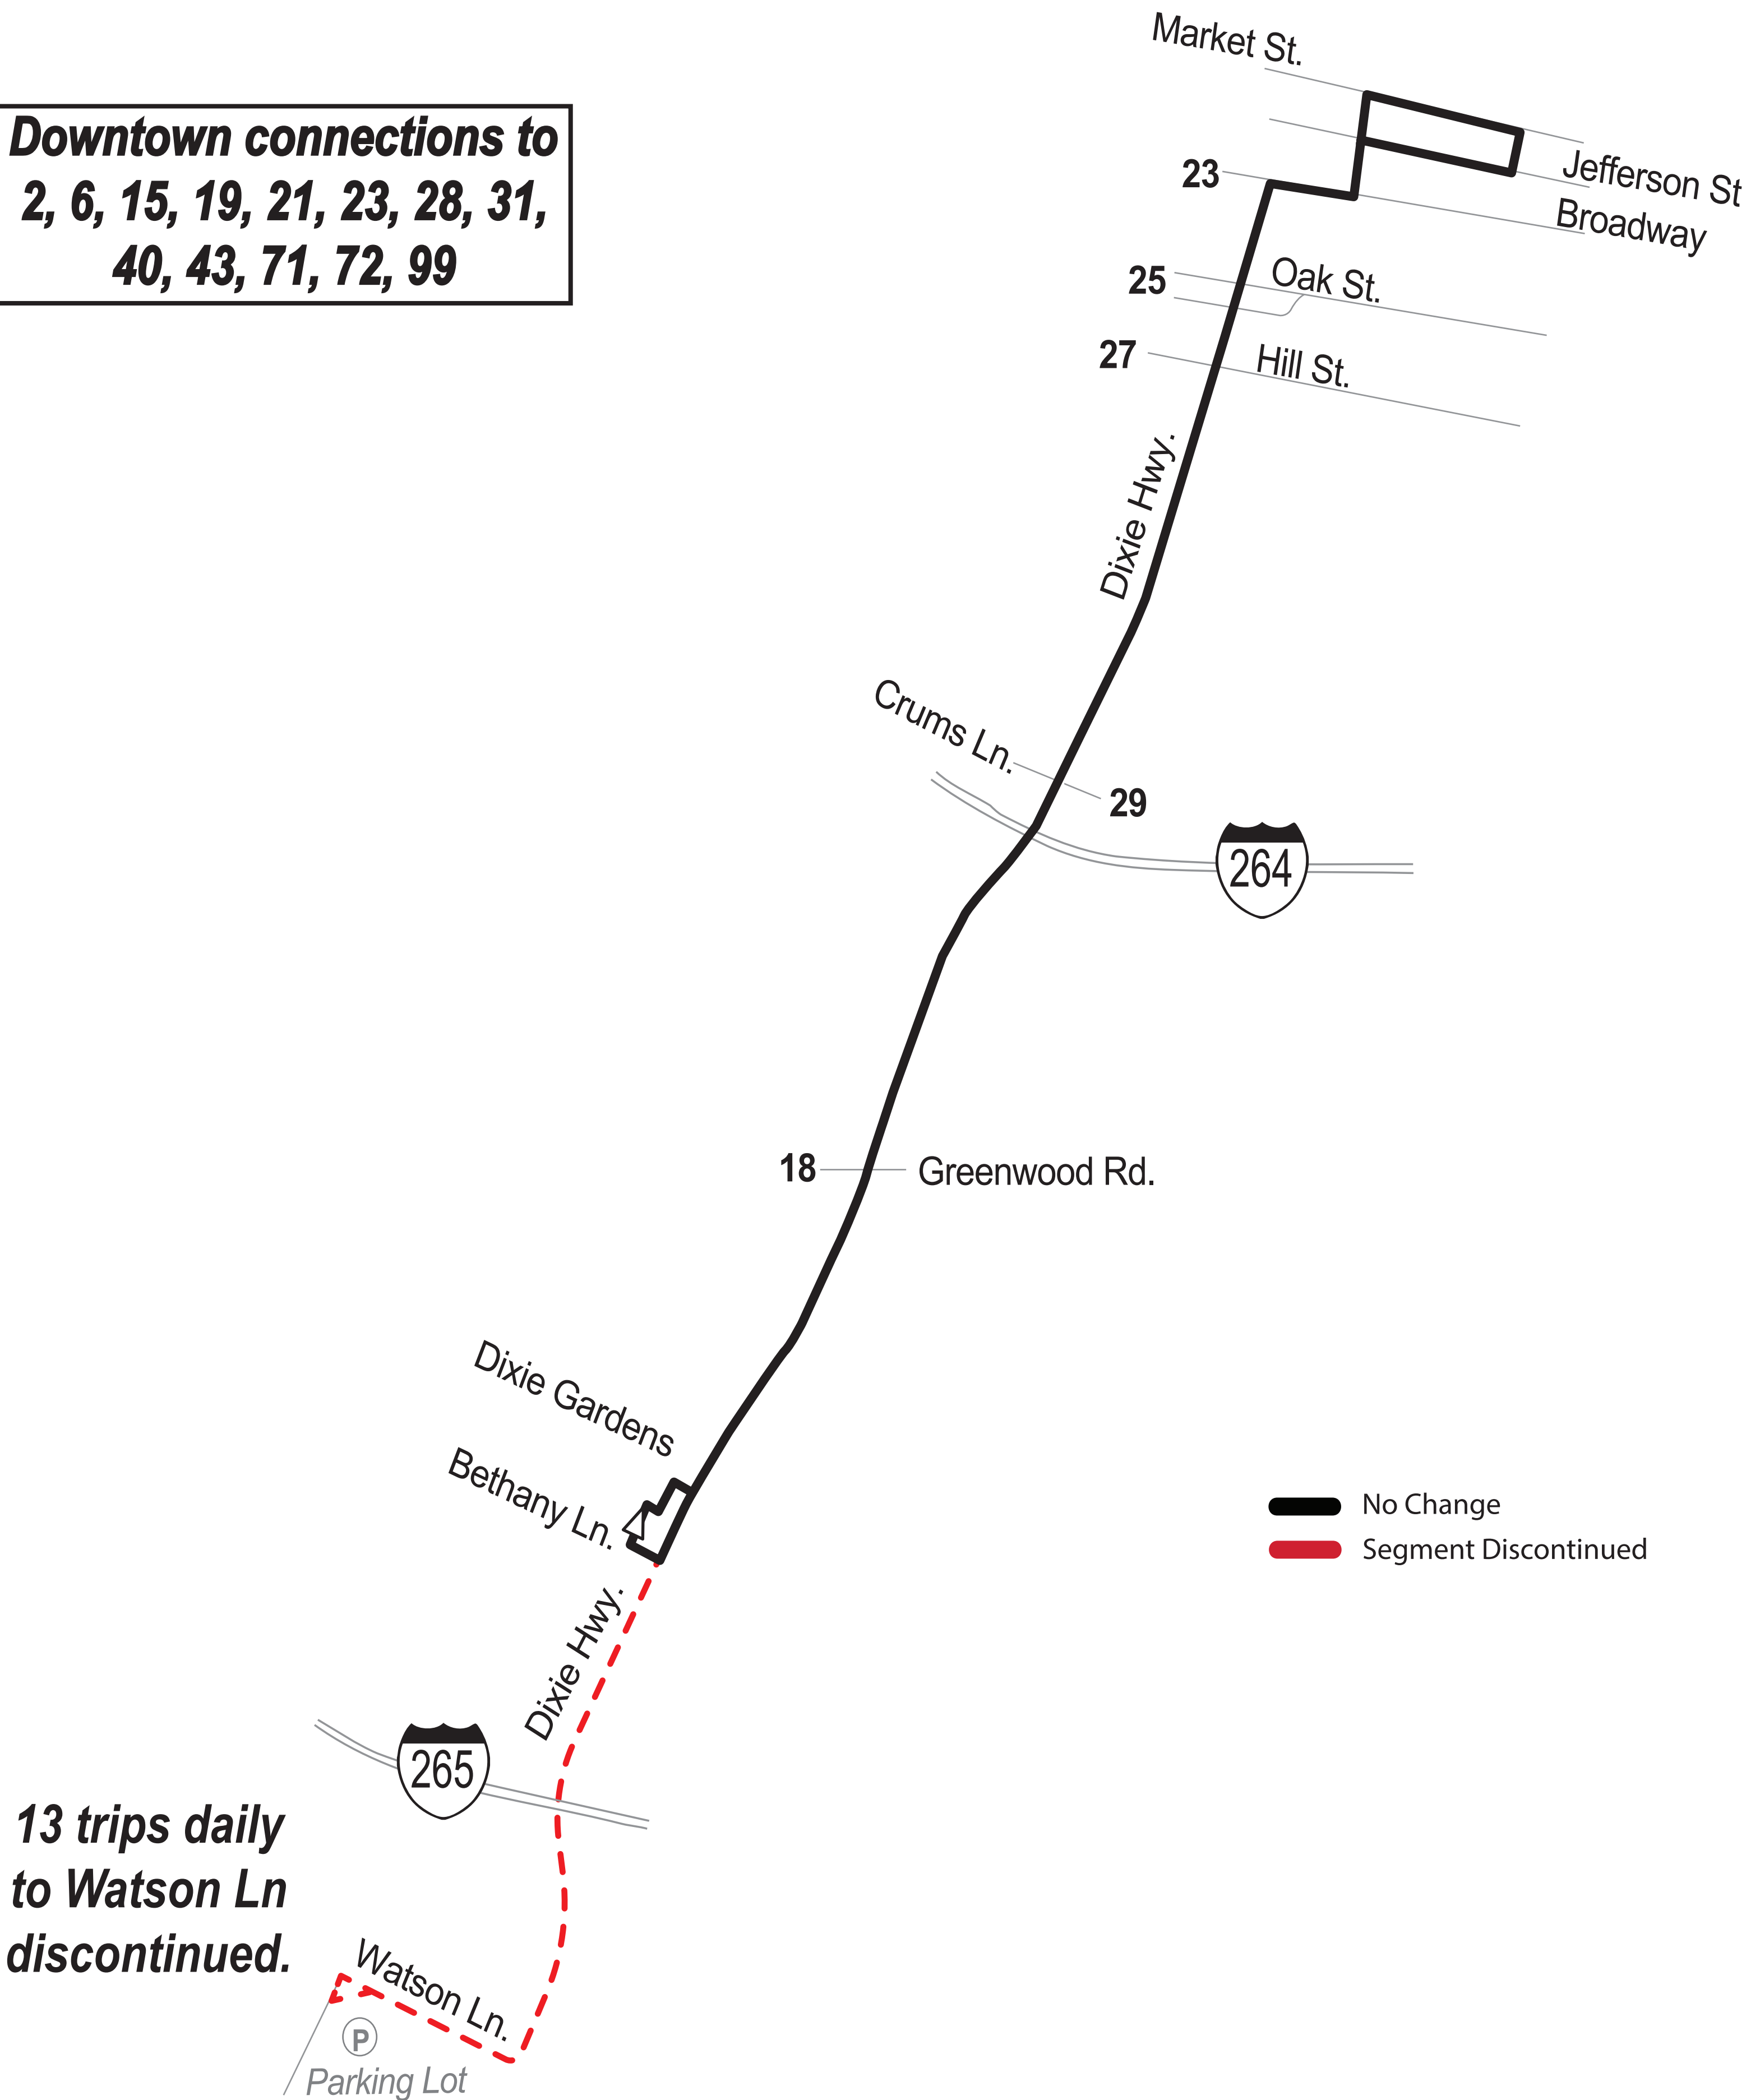 Market St.
Downtown connections to
2, 6, 15, 19, 21, 23, 28, 31,
40, 43, 71, 72, 99
Jefferson St
23
Broadway
25
Oak St.
27
Hill St.
Dixie Hwy.
Crums Ln.
29
264
18
Greenwood Rd.
Dixie Gardens
Bethany Ln.
No Change
Segment Discontinued
Dixie Hwy.
265
13 trips daily
to Watson Ln
discontinued.
Watson Ln.
P
Parking Lot